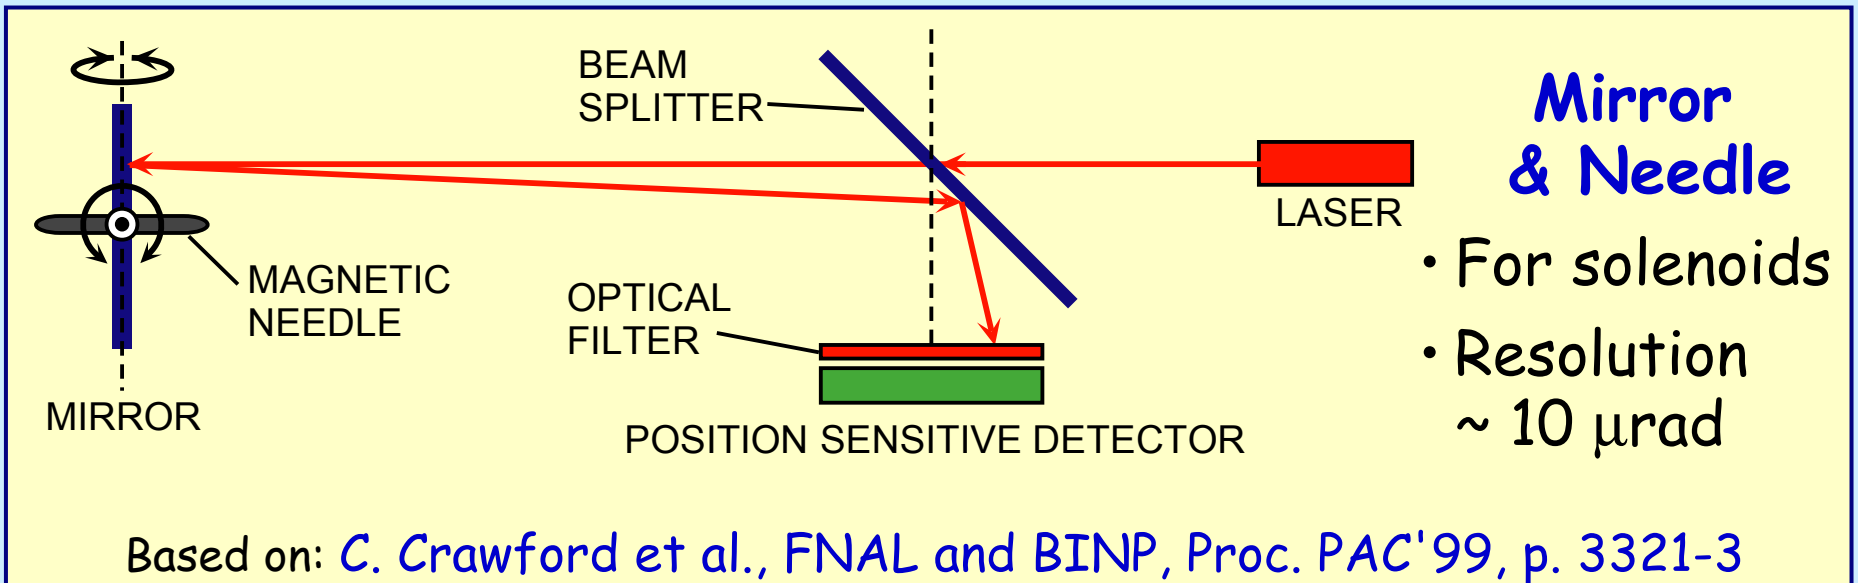 BEAM
SPLITTER
LASER
MAGNETIC
NEEDLE
OPTICAL
FILTER
MIRROR
POSITION SENSITIVE DETECTOR
Mirror
& Needle
• For solenoids
• Resolution
~ 10 μrad
Based on: C. Crawford et al., FNAL and BINP, Proc. PAC'99, p. 3321-3